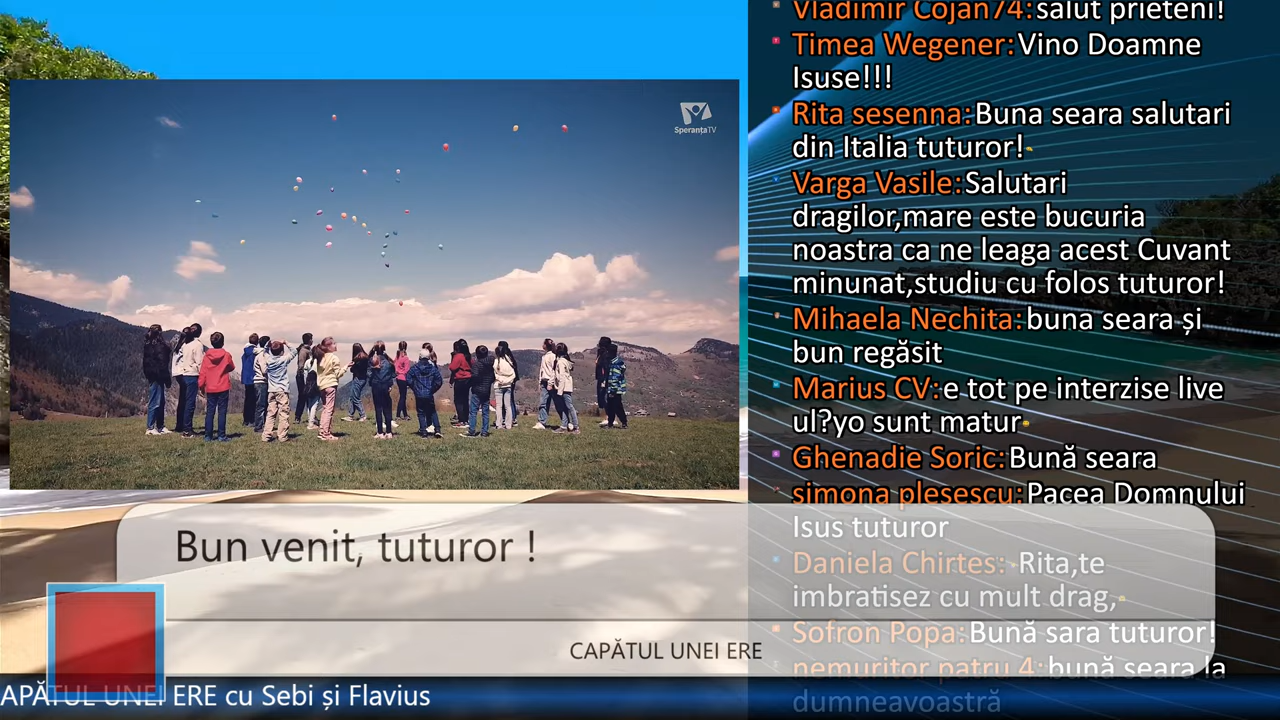 SperanțaTV
Bun venit, tuturor !
CAPĂTUL UNEI ERE
APĂTUL UNEI ERE cu Sebi și Flavius
Vladimir Cojan74:salut prieteni!
Timea Wegener:Vino Doamne
Isuse!!!
Rita sesenna:Buna seara salutari
din Italia tuturor!
Varga Vasile:Salutari
dragilor,mare este bucuria
noastra ca ne leaga acest Cuvant
minunat,studiu cu folos tuturor!
Mihaela Nechita:buna seara și
bun regăsit
Marius CV:e tot pe interzise live
ul?yo sunt matur
Ghenadie Soric:Bună seara
simona plesescu:Pacea Domnului
Isus tuturor
Daniela Chirtes: Rita,te
imbratisez cu mult drag,
Sofron Popa:Bună sara tuturor!
nemuritor patru 4:bună seara la
dumneavoastră